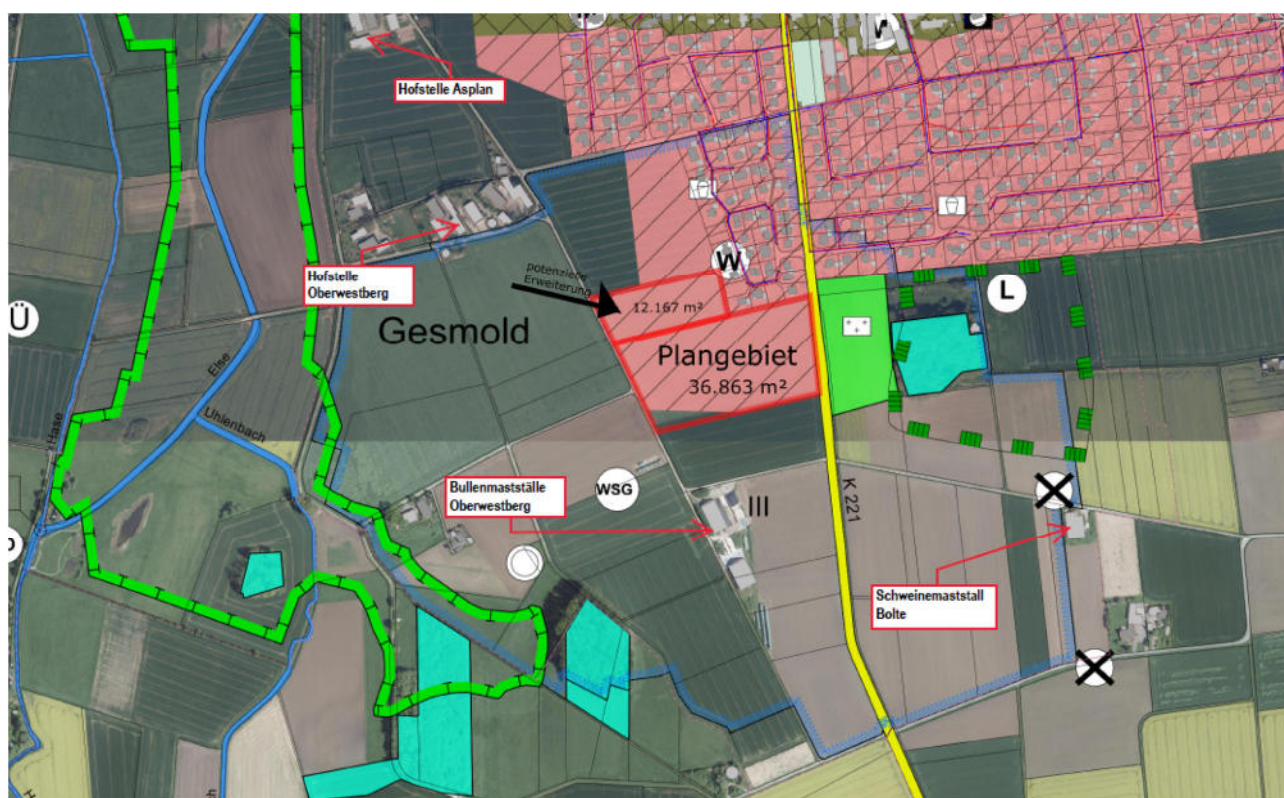 Hofstelle Asplan
W
L
Hofstelle
Oberwestberg
potenzielle
Erweiterung
12.167 m²
Ü
Gesmold
Plangebiet
36.863 m²
Else
Hase
Uhlenbach
Bullenmastställe
Oberwestberg
WSG
III
K 221
Schweinemaststall
Bolte